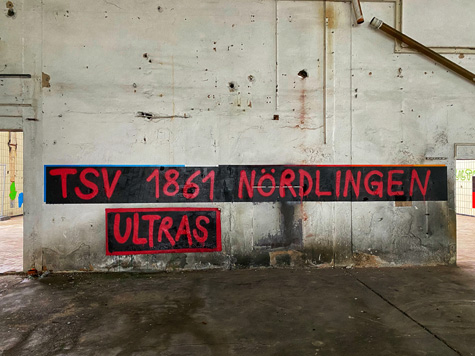 TSV 1861 NÖRDLINGEN
ULTRAS